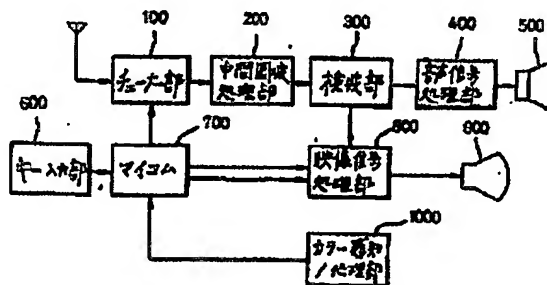 100
200
300
400
500
チューナ部
中間周波
処理部
検波部
音声信号
処理部
600
700
800
900
キー入力部
マイコム
映像信号
処理部
1000
カラー感知
/処理部